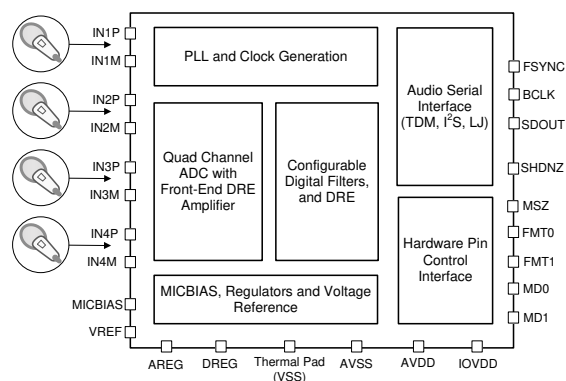 IN1P
IN1M
IN2P
IN2M
IN3P
IN3M
IN4P
IN4M
MICBIAS
VREF
PLL and Clock Generation
Quad Channel
ADC with
Front-End DRE
Amplifier
Configurable
Digital Filters,
and DRE
MICBIAS, Regulators and Voltage
Reference
Audio Serial
Interface
(TDM, I²S, LJ)
Hardware Pin
Control
Interface
FSYNC
BCLK
SDOUT
SHDNZ
MSZ
FMT0
FMT1
MD0
MD1
AREG
DREG
Thermal Pad
(VSS)
AVSS
AVDD
IOVDD